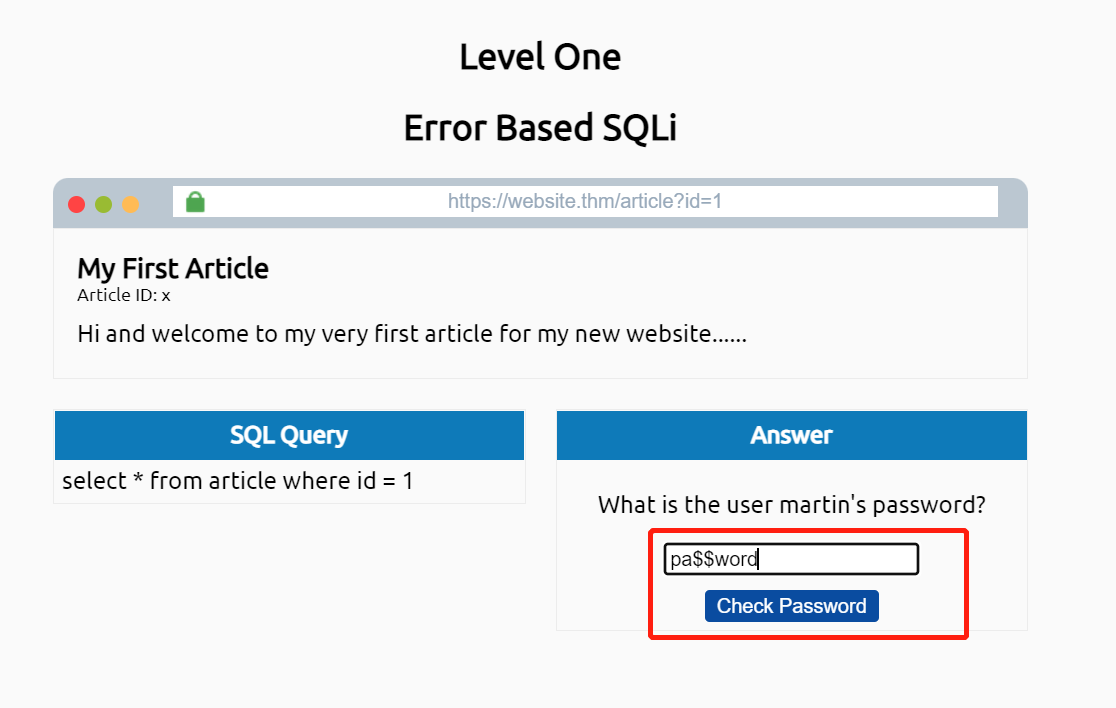 Level One
Error Based SQLi
https://website.thm/article?id=1
My First Article
Article ID: x
Hi and welcome to my very first article for my new website......
SQL Query
select * from article where id = 1
Answer
What is the user martin's password?
pa$$word
Check Password